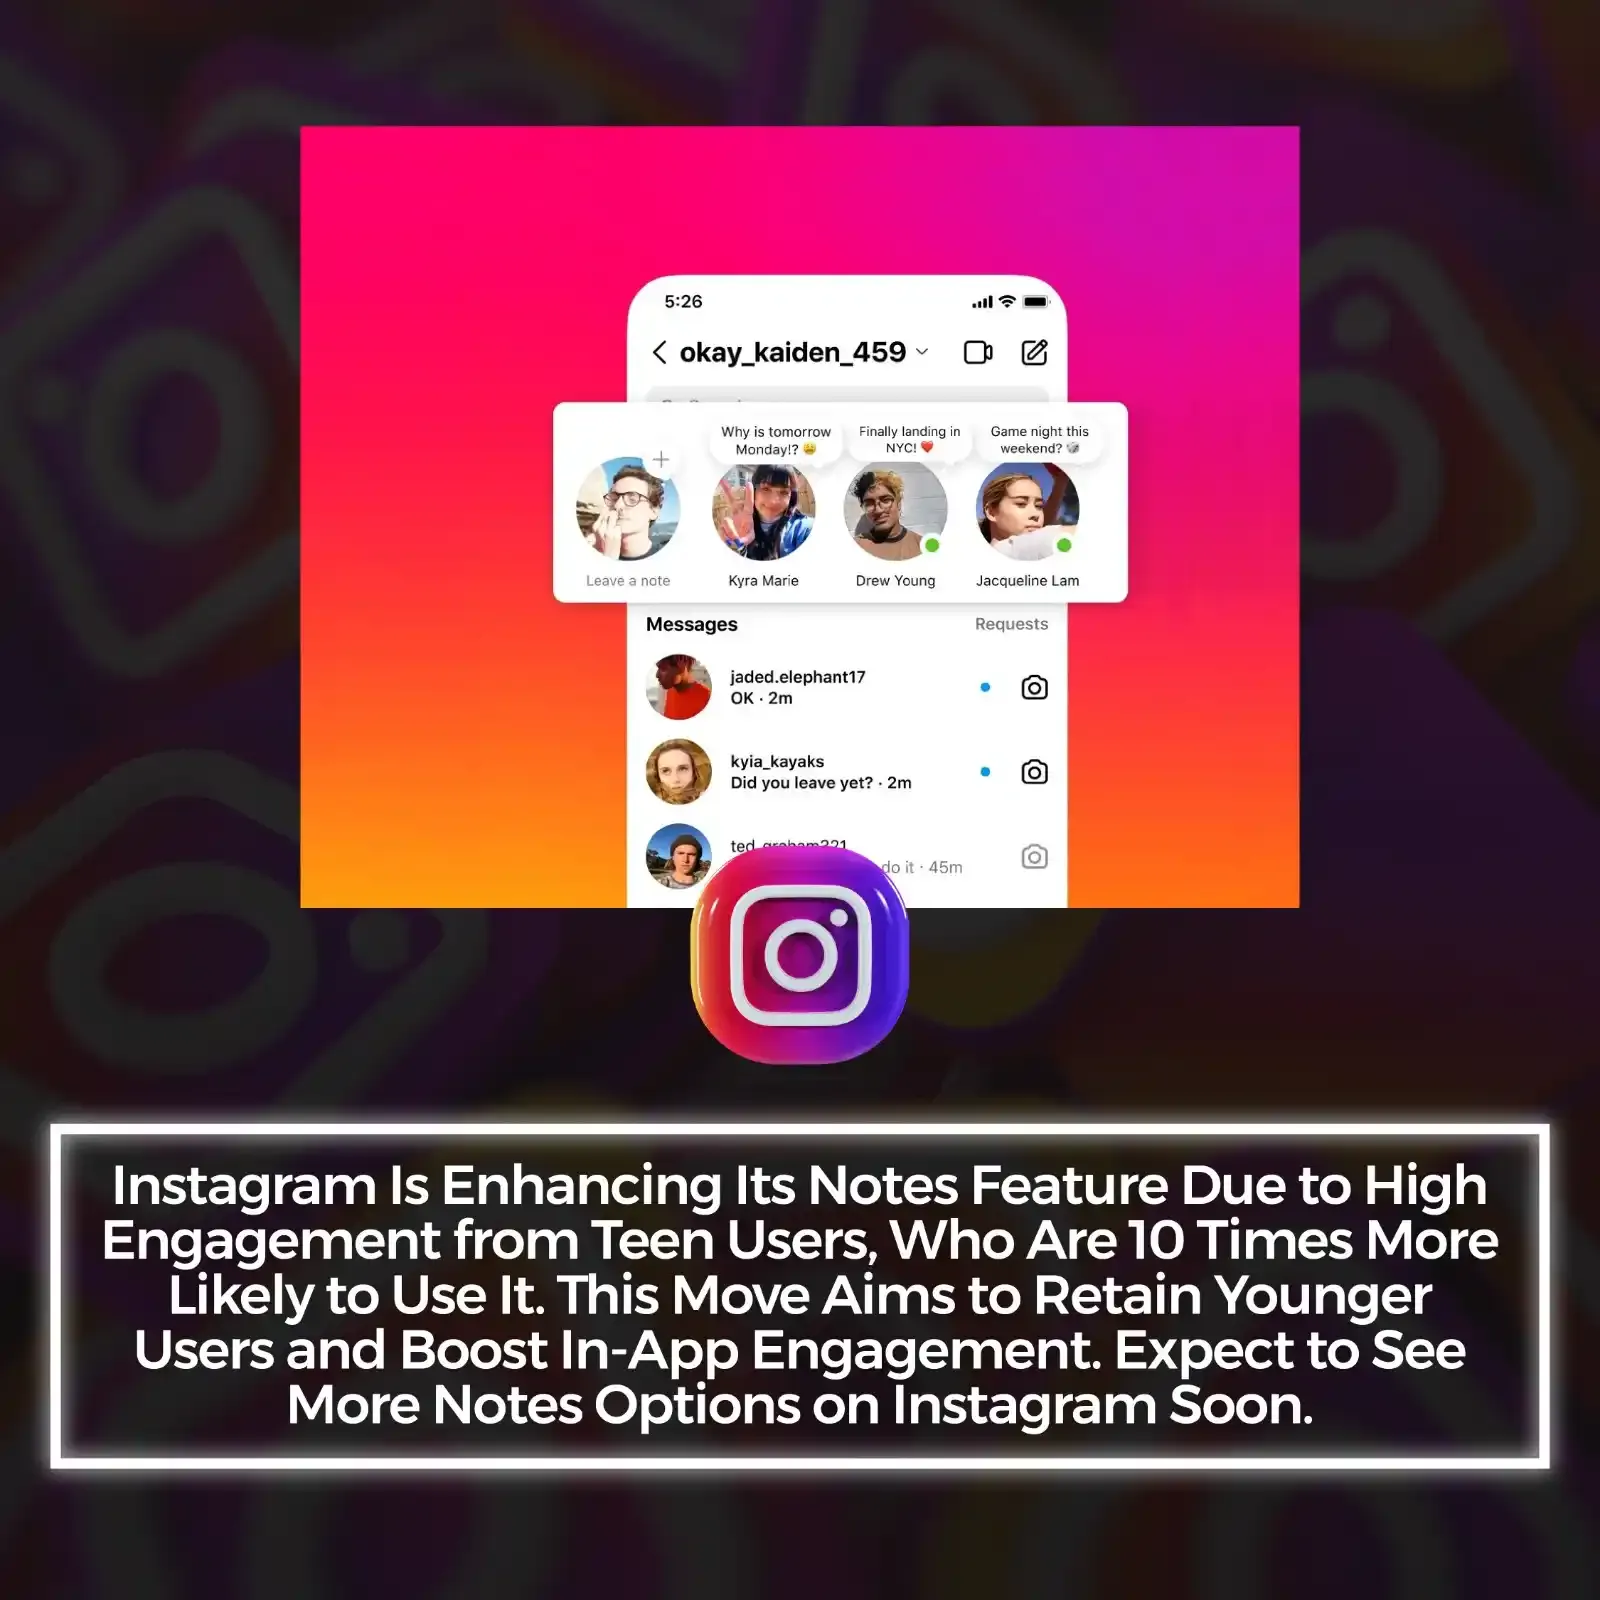 5:26
okay_kaiden_459
Why is tomorrow
Monday!? 😩
Finally landing in
NYC! ❤️
Game night this
weekend? 🎲
Leave a note
Kyra Marie
Drew Young
Jacqueline Lam
Messages
Requests
jaded.elephant17
OK · 2m
kyia_kayaks
Did you leave yet? · 2m
ted_graham321
do it · 45m
Instagram Is Enhancing Its Notes Feature Due to High
Engagement from Teen Users, Who Are 10 Times More
Likely to Use It. This Move Aims to Retain Younger
Users and Boost In-App Engagement. Expect to See
More Notes Options on Instagram Soon.